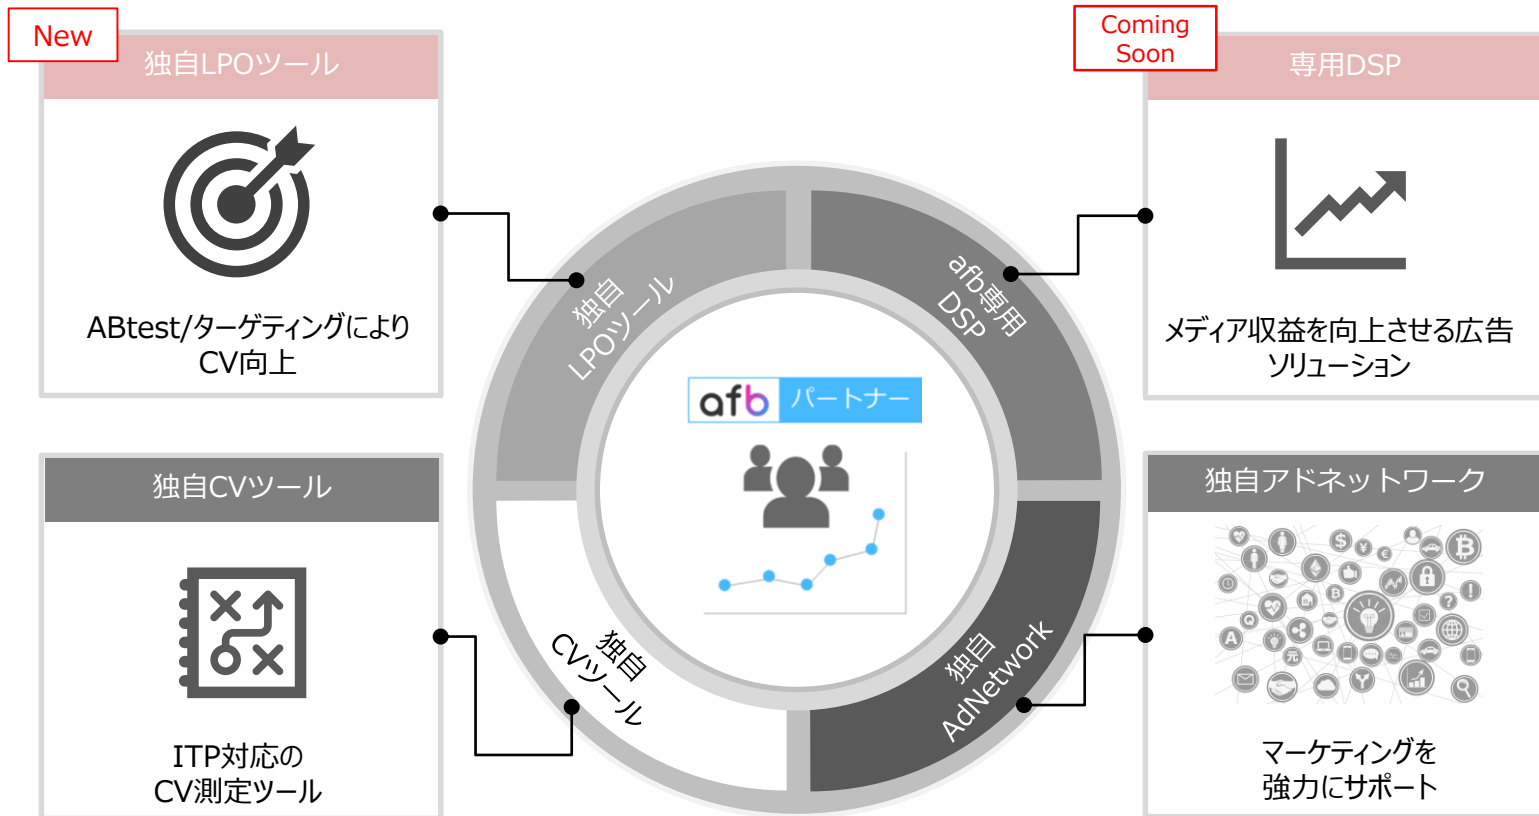 New
独自LPOツール
ABtest/ターゲティングにより
CV向上
Coming
Soon
専用DSP
メディア収益を向上させる広告
ソリューション
独自
LPOツール
afb専用
DSP
afb パートナー
独自
CVツール
独自
AdNetwork
独自CVツール
ITP対応の
CV測定ツール
独自アドネットワーク
マーケティングを
強力にサポート